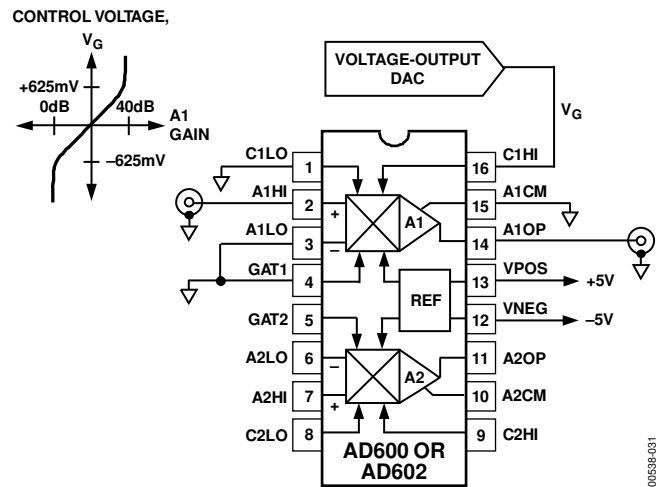 CONTROL VOLTAGE,
VG
+625mV
0dB
40dB
A1
GAIN
–625mV
VOLTAGE-OUTPUT
DAC
VG
C1LO
1
16
C1HI
A1HI
2
+
A1
15
A1CM
A1LO
3
–
14
A1OP
GAT1
4
REF
13
VPOS
+5V
GAT2
5
12
VNEG
–5V
A2LO
6
–
A2
11
A2OP
A2HI
7
+
10
A2CM
C2LO
8
9
C2HI
AD600 OR
AD602
00538-031